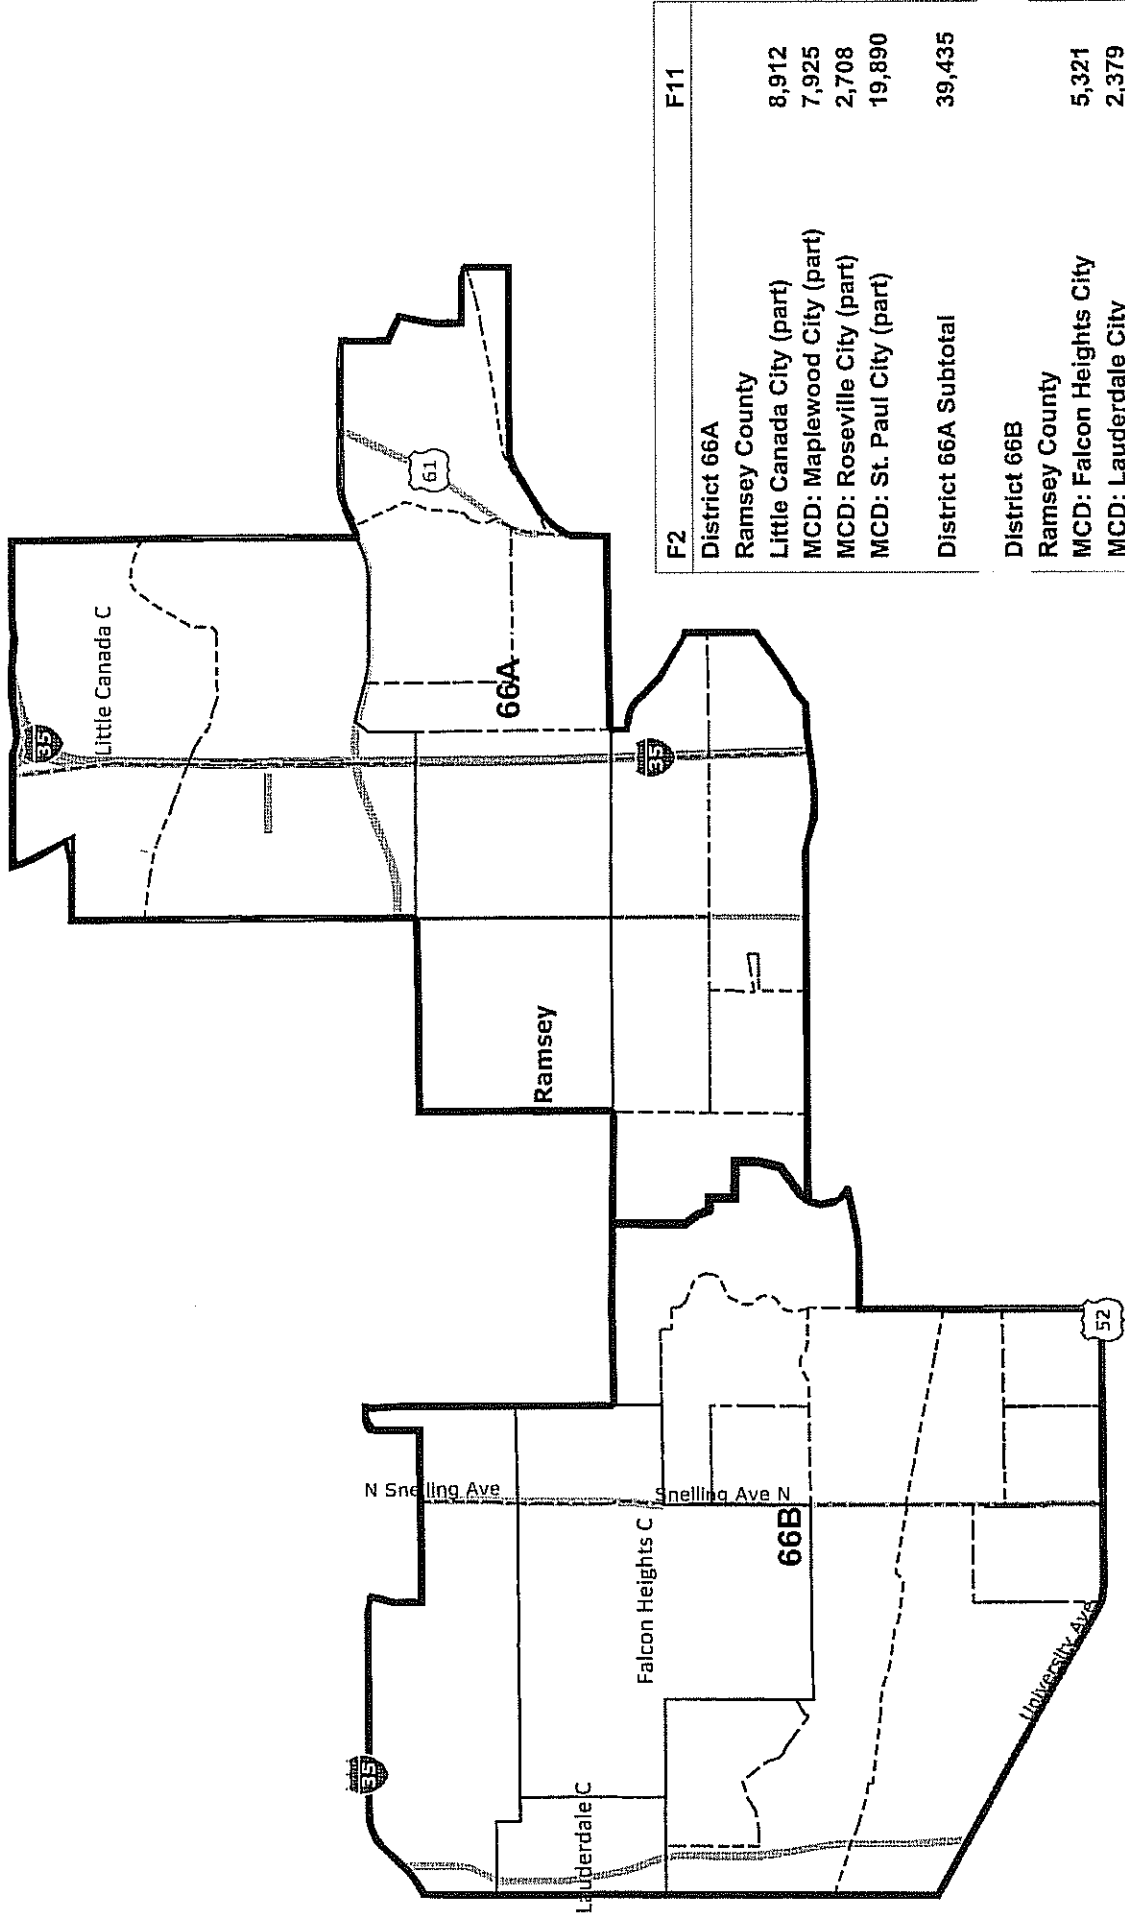 35
Little Canada C
61
66A
35
Ramsey
N Snelling Ave
Snelling Ave N
Falcon Heights C
66B
35
Lauderdale C
University Ave
52
F2 F11
District 66A
Ramsey County
Little Canada City (part) 8,912
MCD: Maplewood City (part) 7,925
MCD: Roseville City (part) 2,708
MCD: St. Paul City (part) 19,890
District 66A Subtotal 39,435
District 66B
Ramsey County
MCD: Falcon Heights City 5,321
MCD: Lauderdale City 2,379